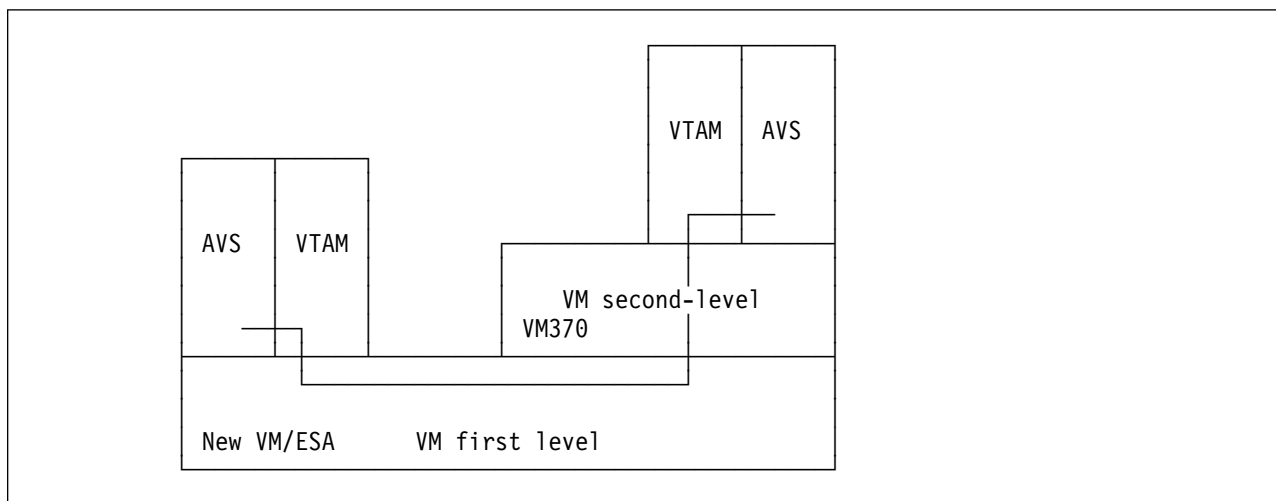 VTAM AVS
AVS VTAM
VM second-level
VM370
New VM/ESA VM first level